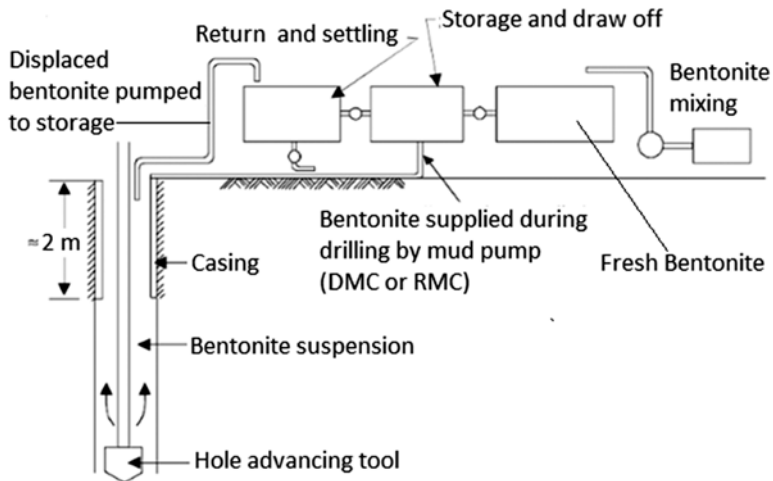 Return and settling
Storage and draw off
Displaced
bentonite pumped
to storage
Bentonite
mixing
≈2 m
Casing
Bentonite supplied during
drilling by mud pump
(DMC or RMC)
Fresh Bentonite
Bentonite suspension
Hole advancing tool